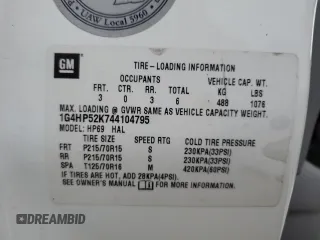 UAW Local 5960
GM
TIRE-LOADING INFORMATION
OCCUPANTS VEHICLE CAP. WT.
FRT. CTR. RR. TOTAL KG LBS
3 0 3 6 488 1076
MAX. LOADING @ GVWR SAME AS VEHICLE CAPACITY WEIGHT.
1G4HP52K744104795
MODEL: HP69 HAL
TIRE SIZE SPEED RTG COLD TIRE PRESSURE
FRT P215/70R15 S 230KPA(33PSI)
RR P215/70R15 S 230KPA(33PSI)
SPA T125/70R16 M 420KPA(60PSI)
IF TIRES ARE HOT, ADD 28KPA(4PSI).
SEE OWNER'S MANUAL FOR MORE INFORMATION
DREAMBID